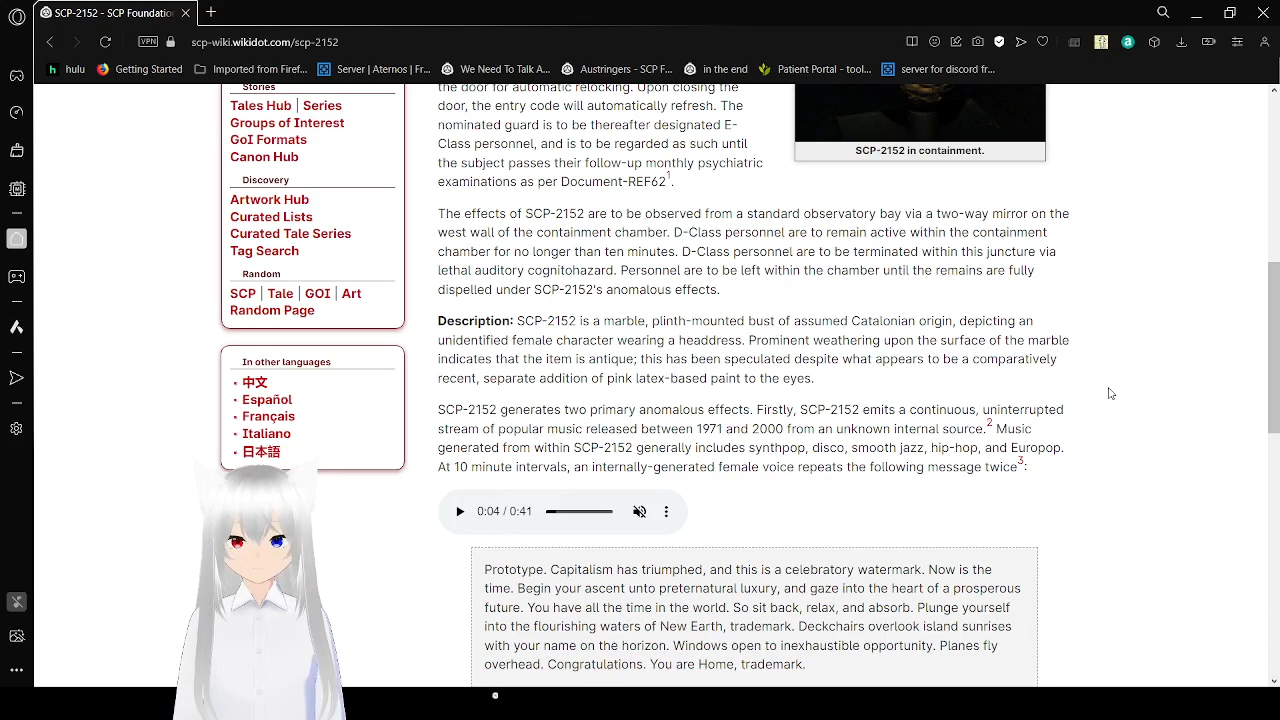 SCP-2152 - SCP Foundation
scp-wiki.wikidot.com/scp-2152
VPN
hulu
Getting Started
Imported from Firef...
Server | Aternos | Fr...
We Need To Talk A...
Austringers - SCP F...
in the end
Patient Portal - tool...
server for discord fr...
Stories
Tales Hub | Series
Groups of Interest
GoI Formats
Canon Hub
Discovery
Artwork Hub
Curated Lists
Curated Tale Series
Tag Search
Random
SCP | Tale | GOI | Art
Random Page
In other languages
中文
Español
Français
Italiano
日本語
the door for automatic relocking. Upon closing the
door, the entry code will automatically refresh. The
nominated guard is to be thereafter designated E-
Class personnel, and is to be regarded as such until
the subject passes their follow-up monthly psychiatric
examinations as per Document-REF62¹.
SCP-2152 in containment.
The effects of SCP-2152 are to be observed from a standard observatory bay via a two-way mirror on the
west wall of the containment chamber. D-Class personnel are to remain active within the containment
chamber for no longer than ten minutes. D-Class personnel are to be terminated within this juncture via
lethal auditory cognitohazard. Personnel are to be left within the chamber until the remains are fully
dispelled under SCP-2152's anomalous effects.
Description: SCP-2152 is a marble, plinth-mounted bust of assumed Catalonian origin, depicting an
unidentified female character wearing a headdress. Prominent weathering upon the surface of the marble
indicates that the item is antique; this has been speculated despite what appears to be a comparatively
recent, separate addition of pink latex-based paint to the eyes.
SCP-2152 generates two primary anomalous effects. Firstly, SCP-2152 emits a continuous, uninterrupted
stream of popular music released between 1971 and 2000 from an unknown internal source.² Music
generated from within SCP-2152 generally includes synthpop, disco, smooth jazz, hip-hop, and Europop.
At 10 minute intervals, an internally-generated female voice repeats the following message twice³:
0:04 / 0:41
Prototype. Capitalism has triumphed, and this is a celebratory watermark. Now is the
time. Begin your ascent unto preternatural luxury, and gaze into the heart of a prosperous
future. You have all the time in the world. So sit back, relax, and absorb. Plunge yourself
into the flourishing waters of New Earth, trademark. Deckchairs overlook island sunrises
with your name on the horizon. Windows open to inexhaustible opportunity. Planes fly
overhead. Congratulations. You are Home, trademark.